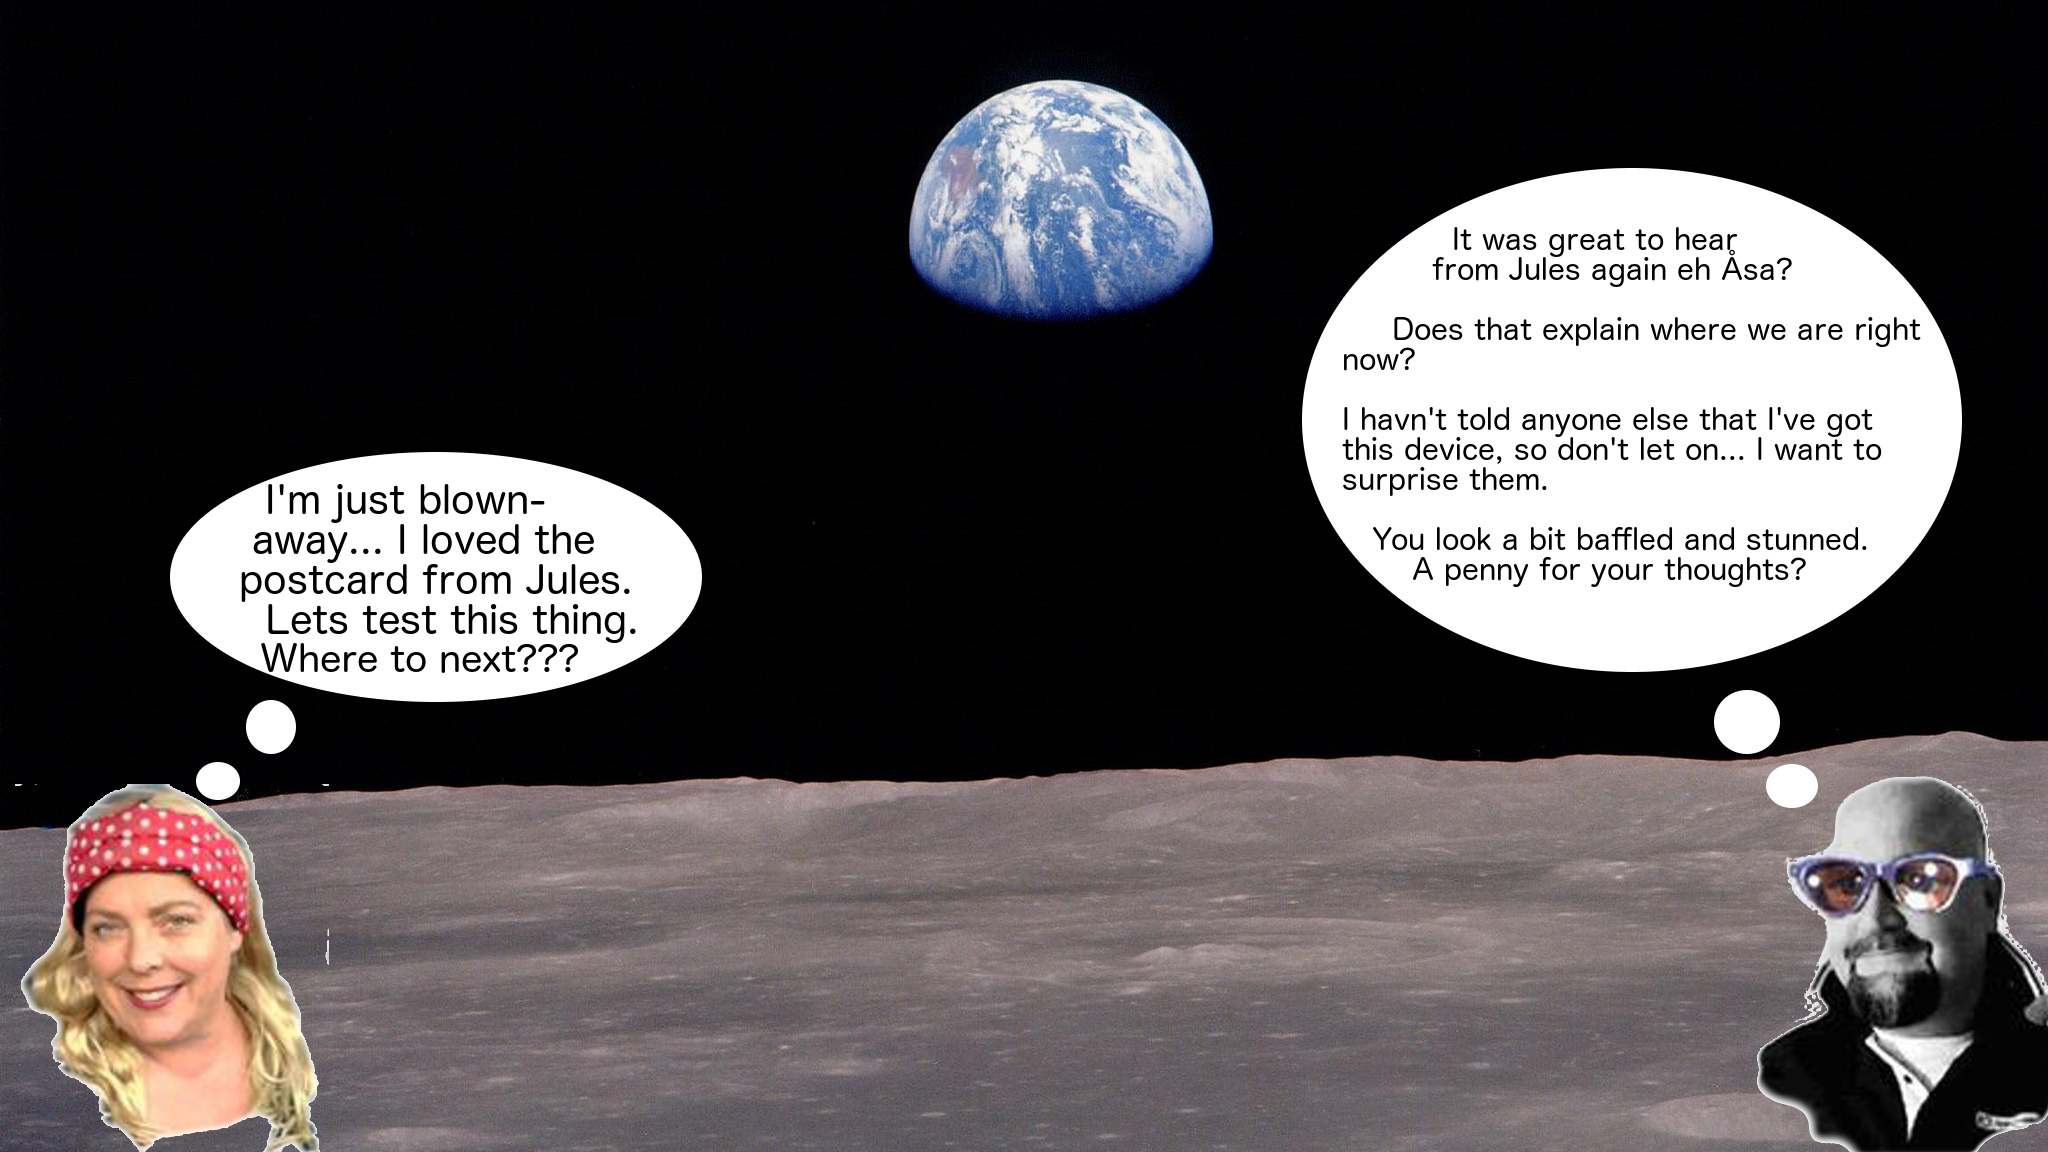 It was great to hear
from Jules again eh Åsa?
Does that explain where we are right
now?
I havn't told anyone else that I've got
this device, so don't let on... I want to
surprise them.
You look a bit baffled and stunned.
A penny for your thoughts?
I'm just blown-
away... I loved the
postcard from Jules.
Lets test this thing.
Where to next???